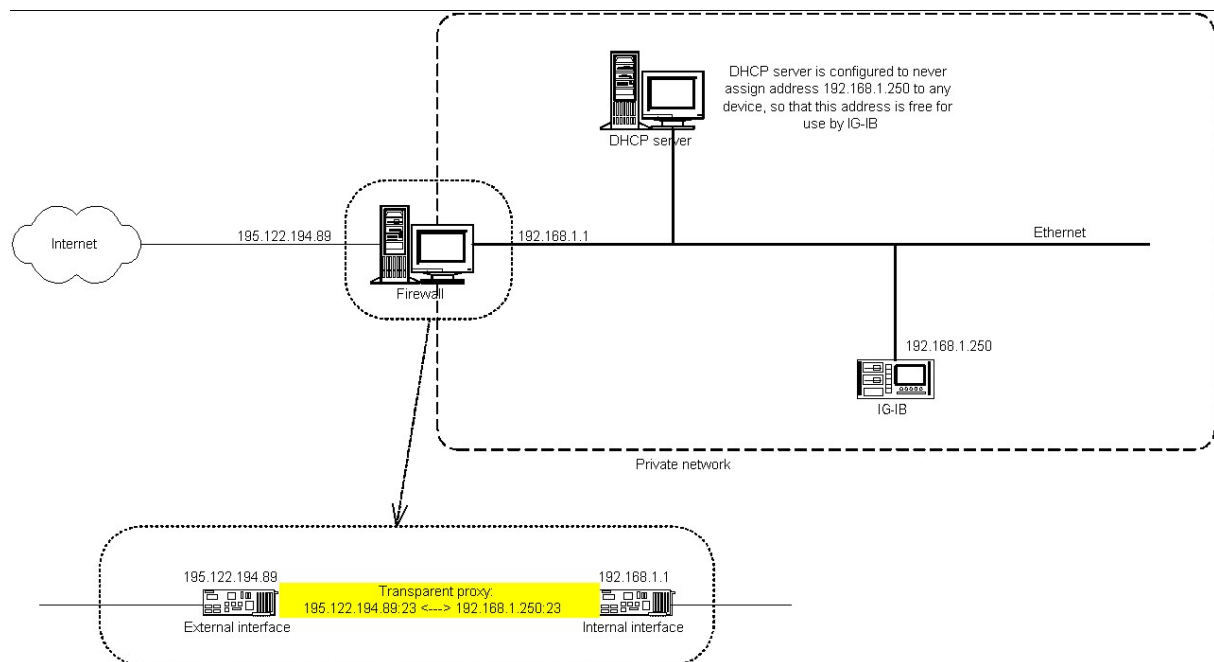 DHCP server is configured to never
assign address 192.168.1.250 to any
device, so that this address is free for
use by IG-IB
DHCP server
Internet
195.122.194.89
192.168.1.1
Ethernet
Firewall
192.168.1.250
IG-IB
Private network
195.122.194.89
192.168.1.1
Transparent proxy:
195.122.194.89:23 <---> 192.168.1.250:23
External interface
Internal interface